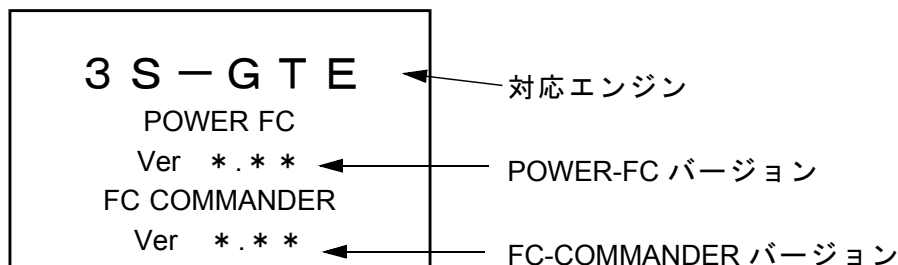 3S-GTE
対応エンジン
POWER FC
Ver *.**
POWER-FC バージョン
FC COMMANDER
Ver *.**
FC-COMMANDER バージョン